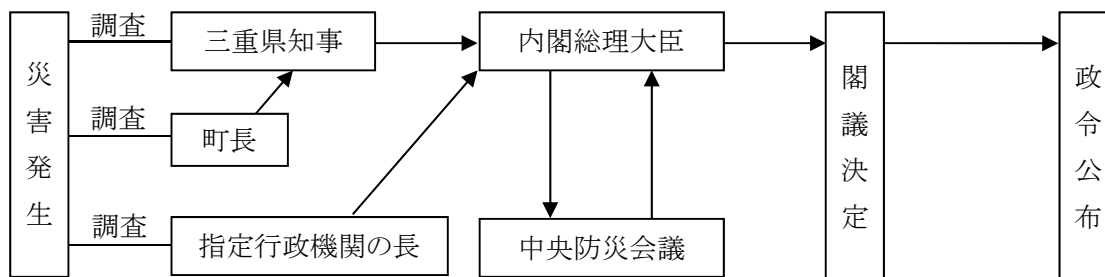 災害発生
調査
三重県知事
内閣総理大臣
閣議決定
政令公布
調査
町長
調査
指定行政機関の長
中央防災会議